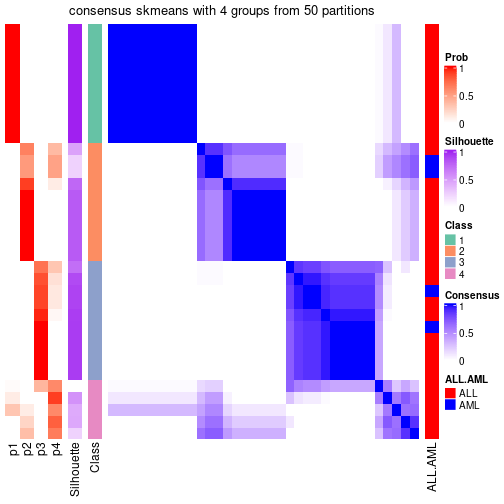 consensus skmeans with 4 groups from 50 partitions
Prob
1
0.5
0
Silhouette
1
0.5
0
Class
1
2
3
4
Consensus
1
0.5
0
ALL.AML
ALL
AML
p1
p2
p3
p4
Silhouette
Class
ALL.AML